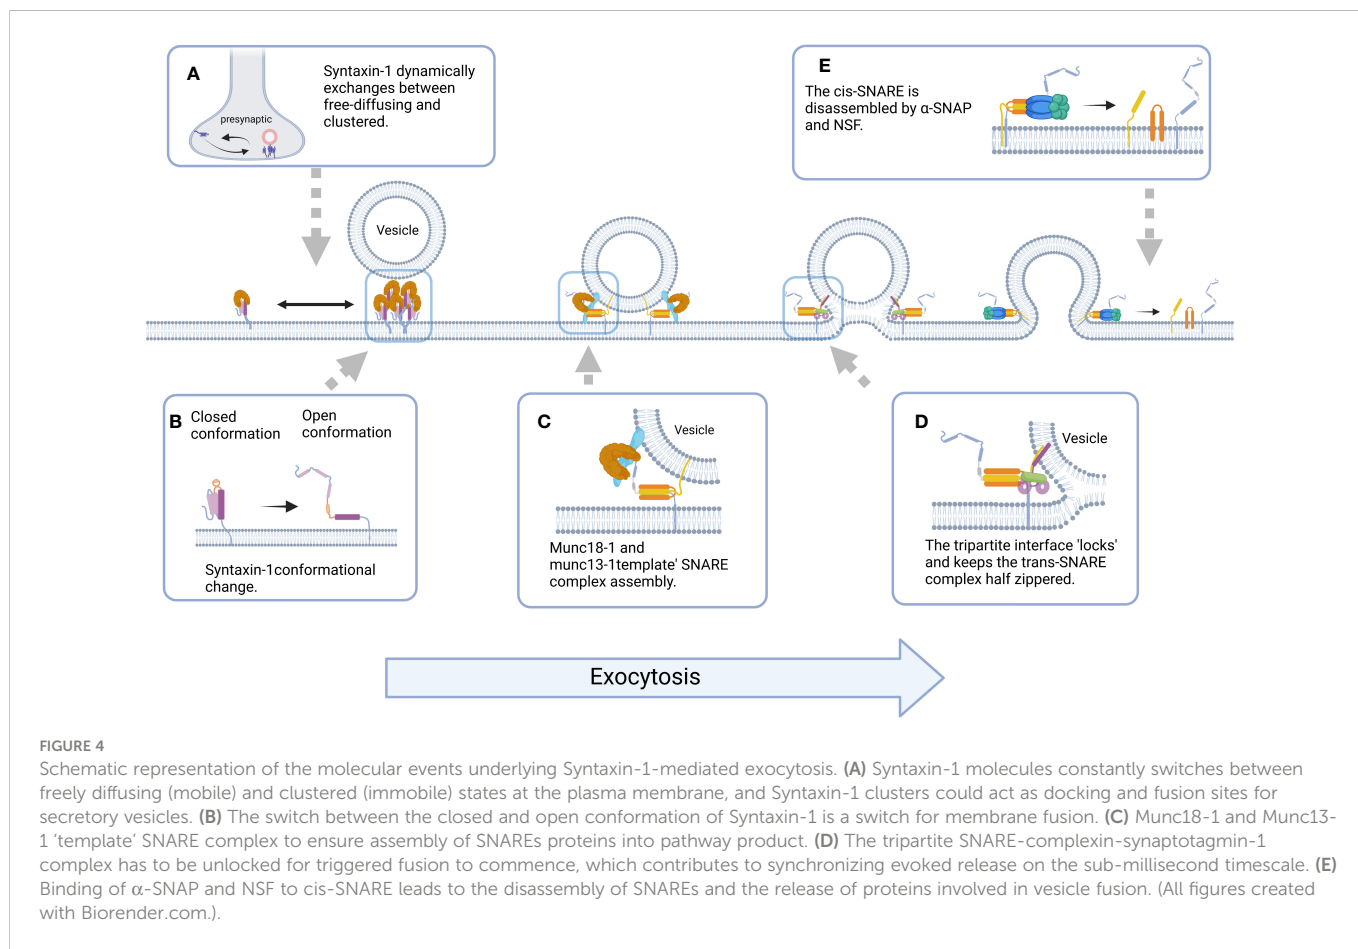 A
Syntaxin-1 dynamically
exchanges between
free-diffusing and
clustered.
presynaptic
E
The cis-SNARE is
disassembled by α-SNAP
and NSF.
Vesicle
B
Closed
conformation
Open
conformation
Syntaxin-1conformational
change.
C
Vesicle
Munc18-1 and
munc13-1template' SNARE
complex assembly.
D
Vesicle
The tripartite interface 'locks'
and keeps the trans-SNARE
complex half zippered.
Exocytosis
FIGURE 4
Schematic representation of the molecular events underlying Syntaxin-1-mediated exocytosis. (A) Syntaxin-1 molecules constantly switches between
freely diffusing (mobile) and clustered (immobile) states at the plasma membrane, and Syntaxin-1 clusters could act as docking and fusion sites for
secretory vesicles. (B) The switch between the closed and open conformation of Syntaxin-1 is a switch for membrane fusion. (C) Munc18-1 and Munc13-
1 ‘template’ SNARE complex to ensure assembly of SNAREs proteins into pathway product. (D) The tripartite SNARE-complexin-synaptotagmin-1
complex has to be unlocked for triggered fusion to commence, which contributes to synchronizing evoked release on the sub-millisecond timescale. (E)
Binding of α-SNAP and NSF to cis-SNARE leads to the disassembly of SNAREs and the release of proteins involved in vesicle fusion. (All figures created
with Biorender.com.).